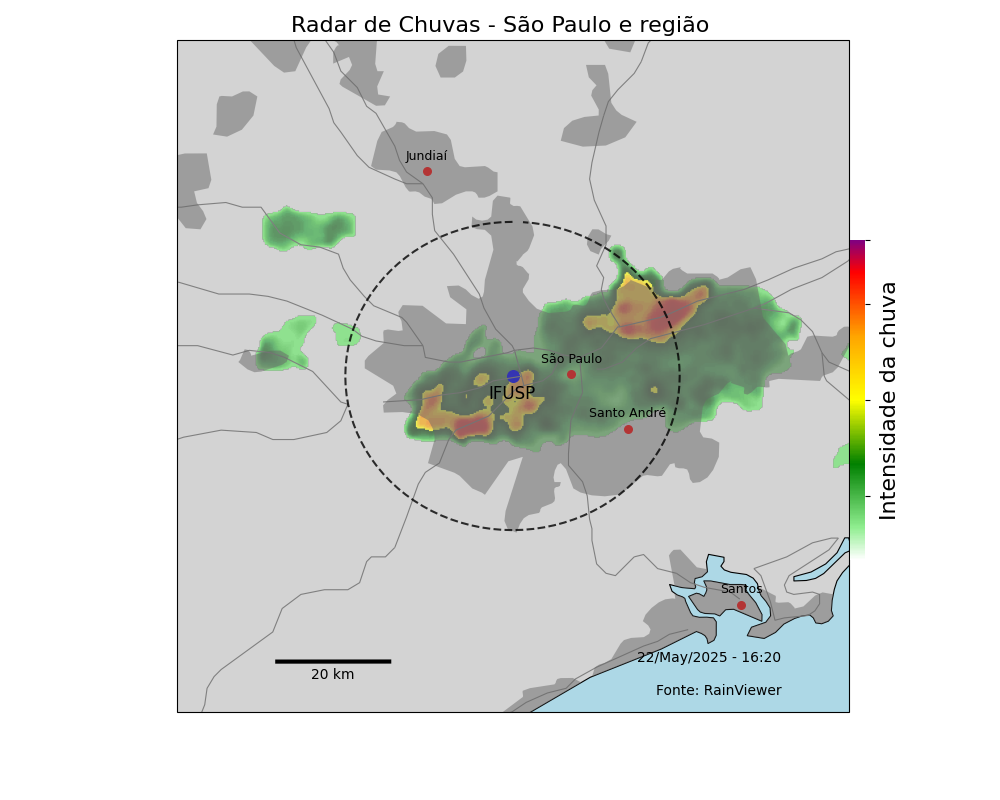 Radar de Chuvas - São Paulo e região
Jundiaí
São Paulo
IFUSP
Santo André
Intensidade da chuva
Santos
22/May/2025 - 16:20
20 km
Fonte: RainViewer